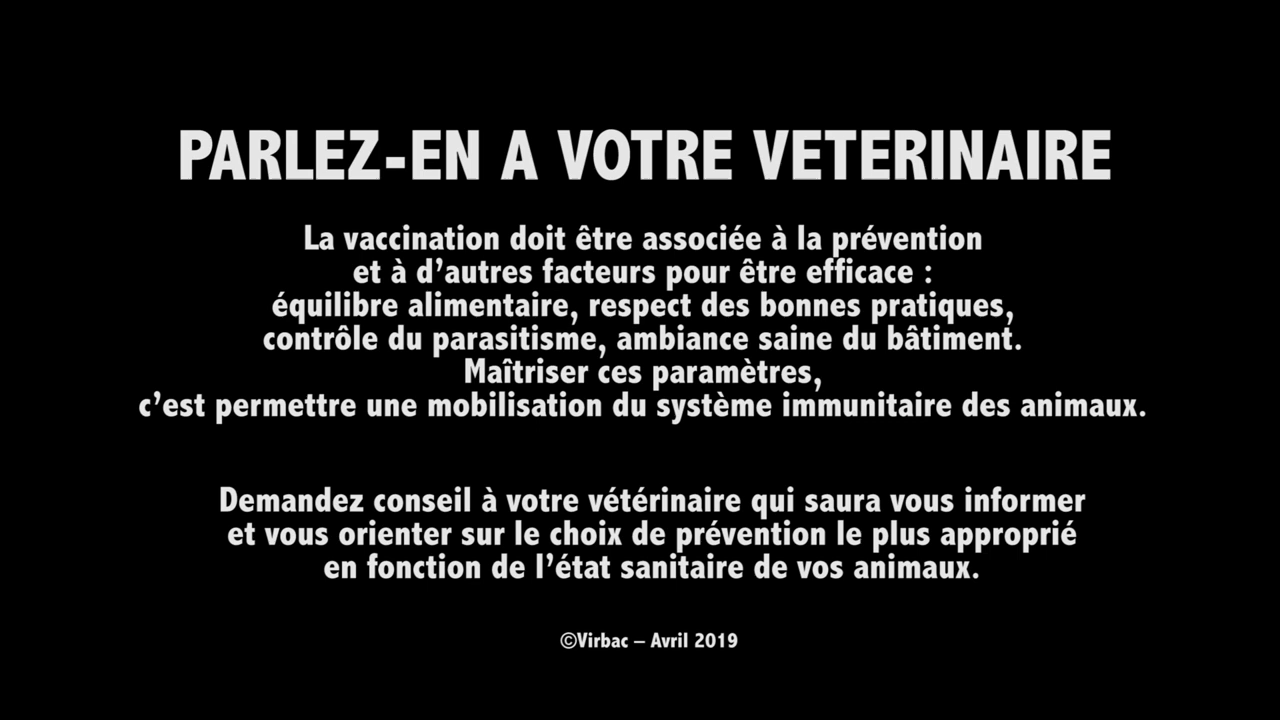 PARLEZ-EN A VOTRE VETERINAIRE
La vaccination doit être associée à la prévention
et à d’autres facteurs pour être efficace :
équilibre alimentaire, respect des bonnes pratiques,
contrôle du parasitisme, ambiance saine du bâtiment.
Maîtriser ces paramètres,
c’est permettre une mobilisation du système immunitaire des animaux.
Demandez conseil à votre vétérinaire qui saura vous informer
et vous orienter sur le choix de prévention le plus approprié
en fonction de l’état sanitaire de vos animaux.
©Virbac – Avril 2019